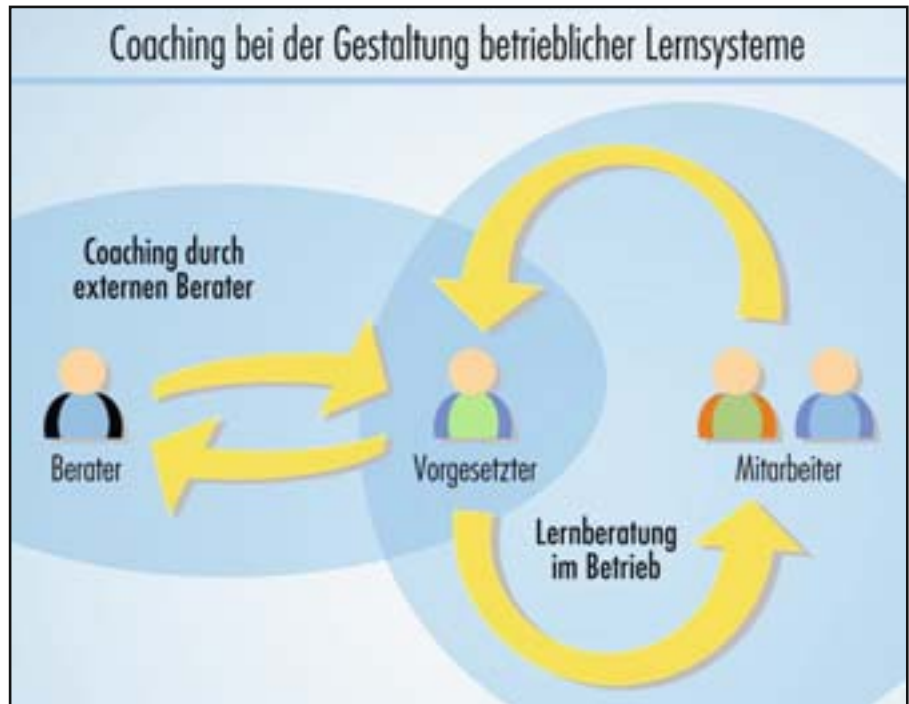 Coaching bei der Gestaltung betrieblicher Lernsysteme
Coaching durch
externen Berater
Berater
Vorgesetzter
Mitarbeiter
Lernberatung
im Betrieb